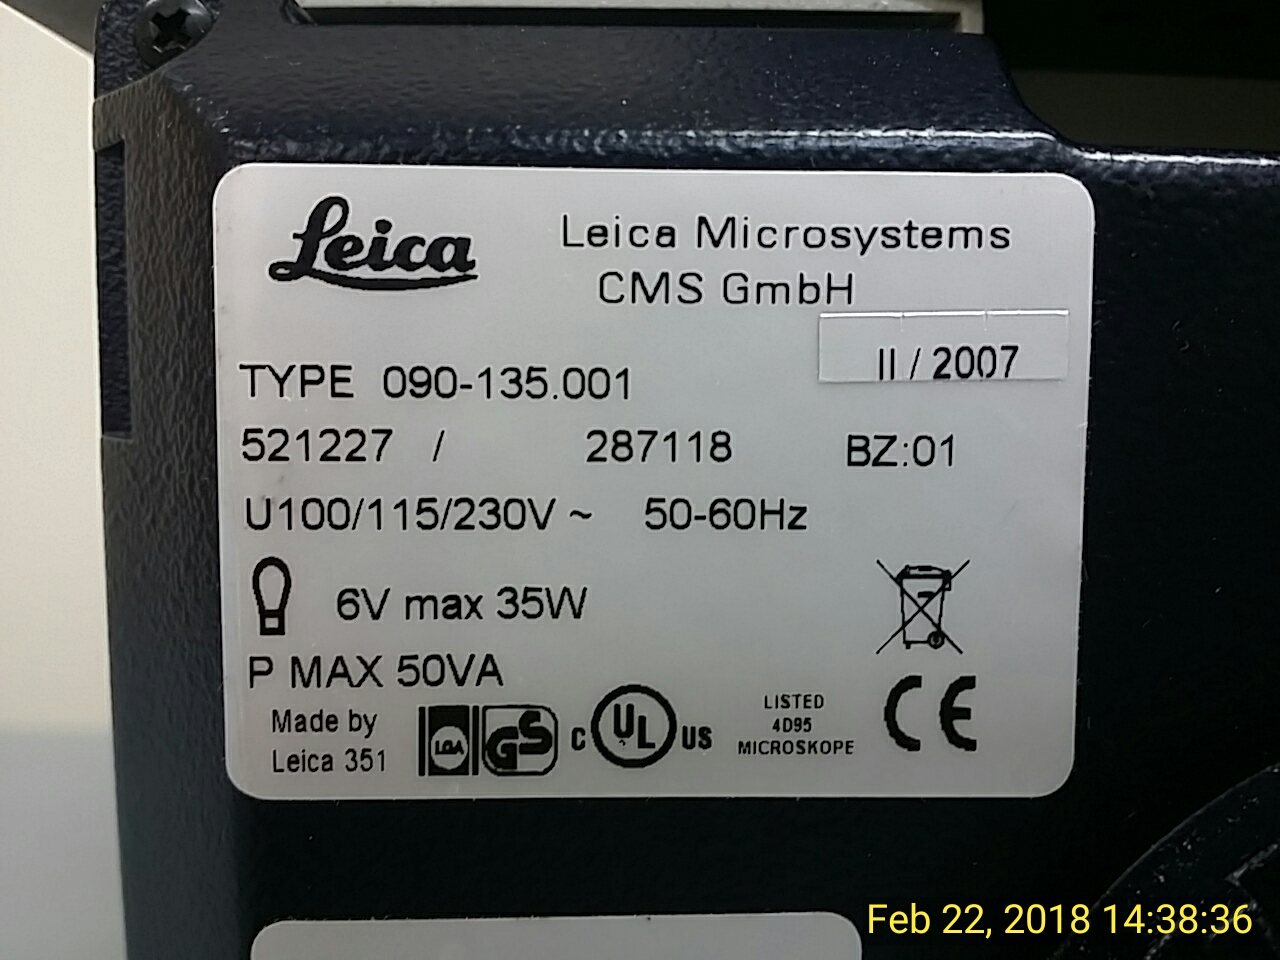 Leica
Leica Microsystems
CMS GmbH
II / 2007
TYPE 090-135.001
521227 / 287118 BZ:01
U100/115/230V ~ 50-60Hz
6V max 35W
P MAX 50VA
Made by
Leica 351
LGA
GS
C UL US
LISTED
4D95
MICROSKOPE
CE
Feb 22, 2018 14:38:36